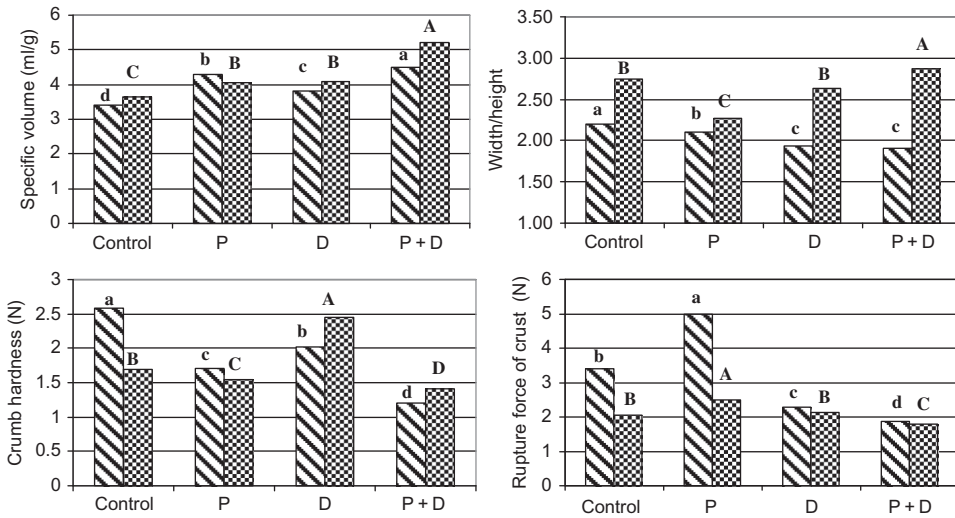 Specific volume (ml/g)
6
5
4
3
2
1
0
d
C
b
B
c
B
a
A
Control
P
D
P + D
Width/height
3.00
2.50
2.00
1.50
1.00
a
B
b
C
c
B
c
A
Control
P
D
P + D
Crumb hardness (N)
3
2.5
2
1.5
1
0.5
0
a
B
c
C
b
A
d
D
Control
P
D
P + D
Rupture force of crust (N)
6
5
4
3
2
1
0
b
B
a
A
c
B
d
C
Control
P
D
P + D